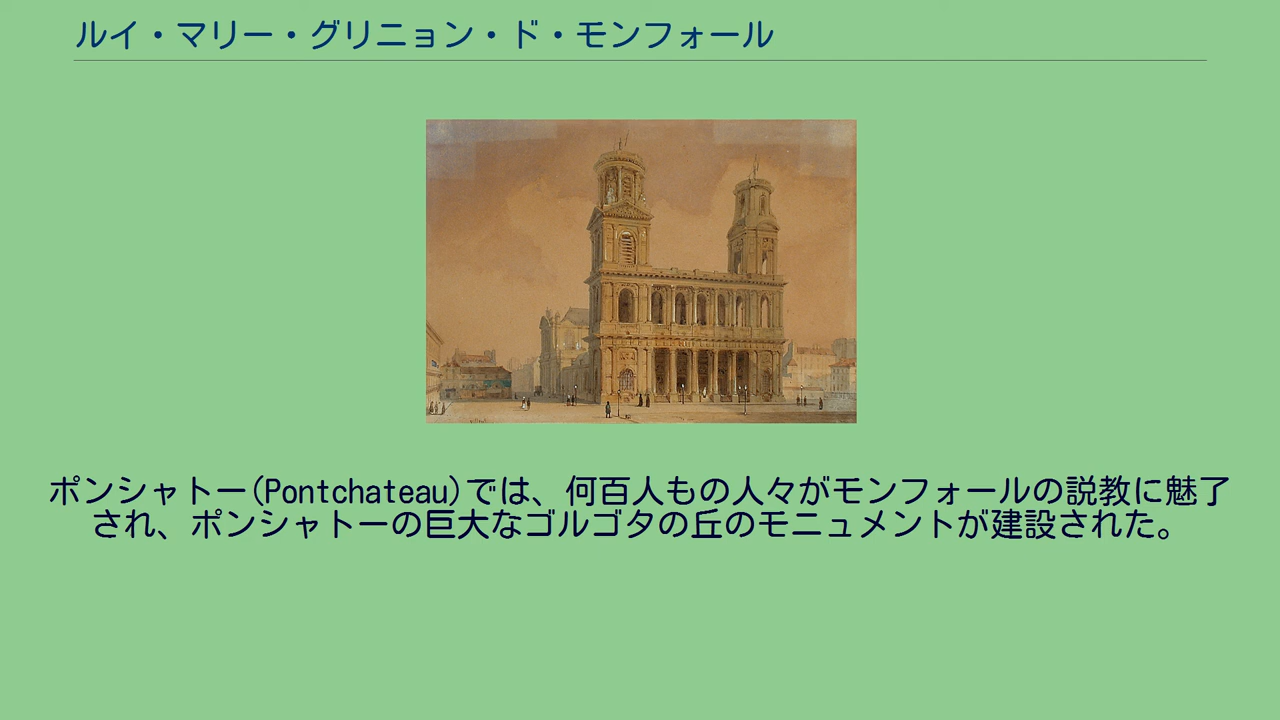 ルイ・マリー・グリニョン・ド・モンフォール
ポンシャトー(Pontchateau)では、何百人もの人々がモンフォールの説教に魅了
され、ポンシャトーの巨大なゴルゴタの丘のモニュメントが建設された。